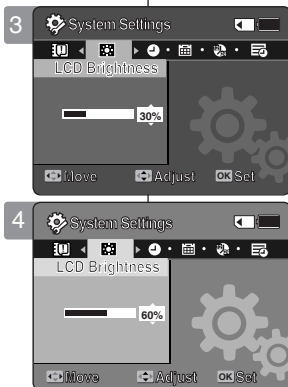 3
System Settings
LCD Brightness
30%
Move Adjust OK Set
4
System Settings
LCD Brightness
60%
Move Adjust OK Set